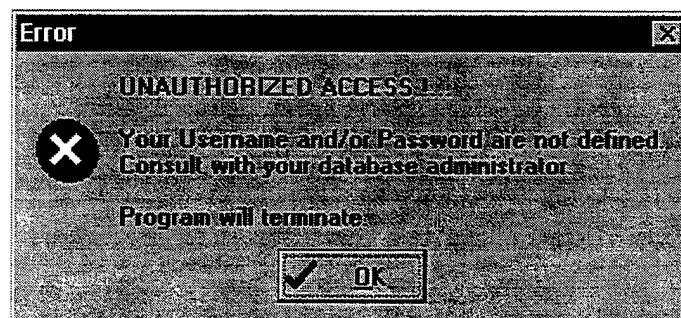 Error
UNAUTHORIZED ACCESS !...
Your Username and/or Password are not defined.
Consult with your database administrator.
Program will terminate.
OK